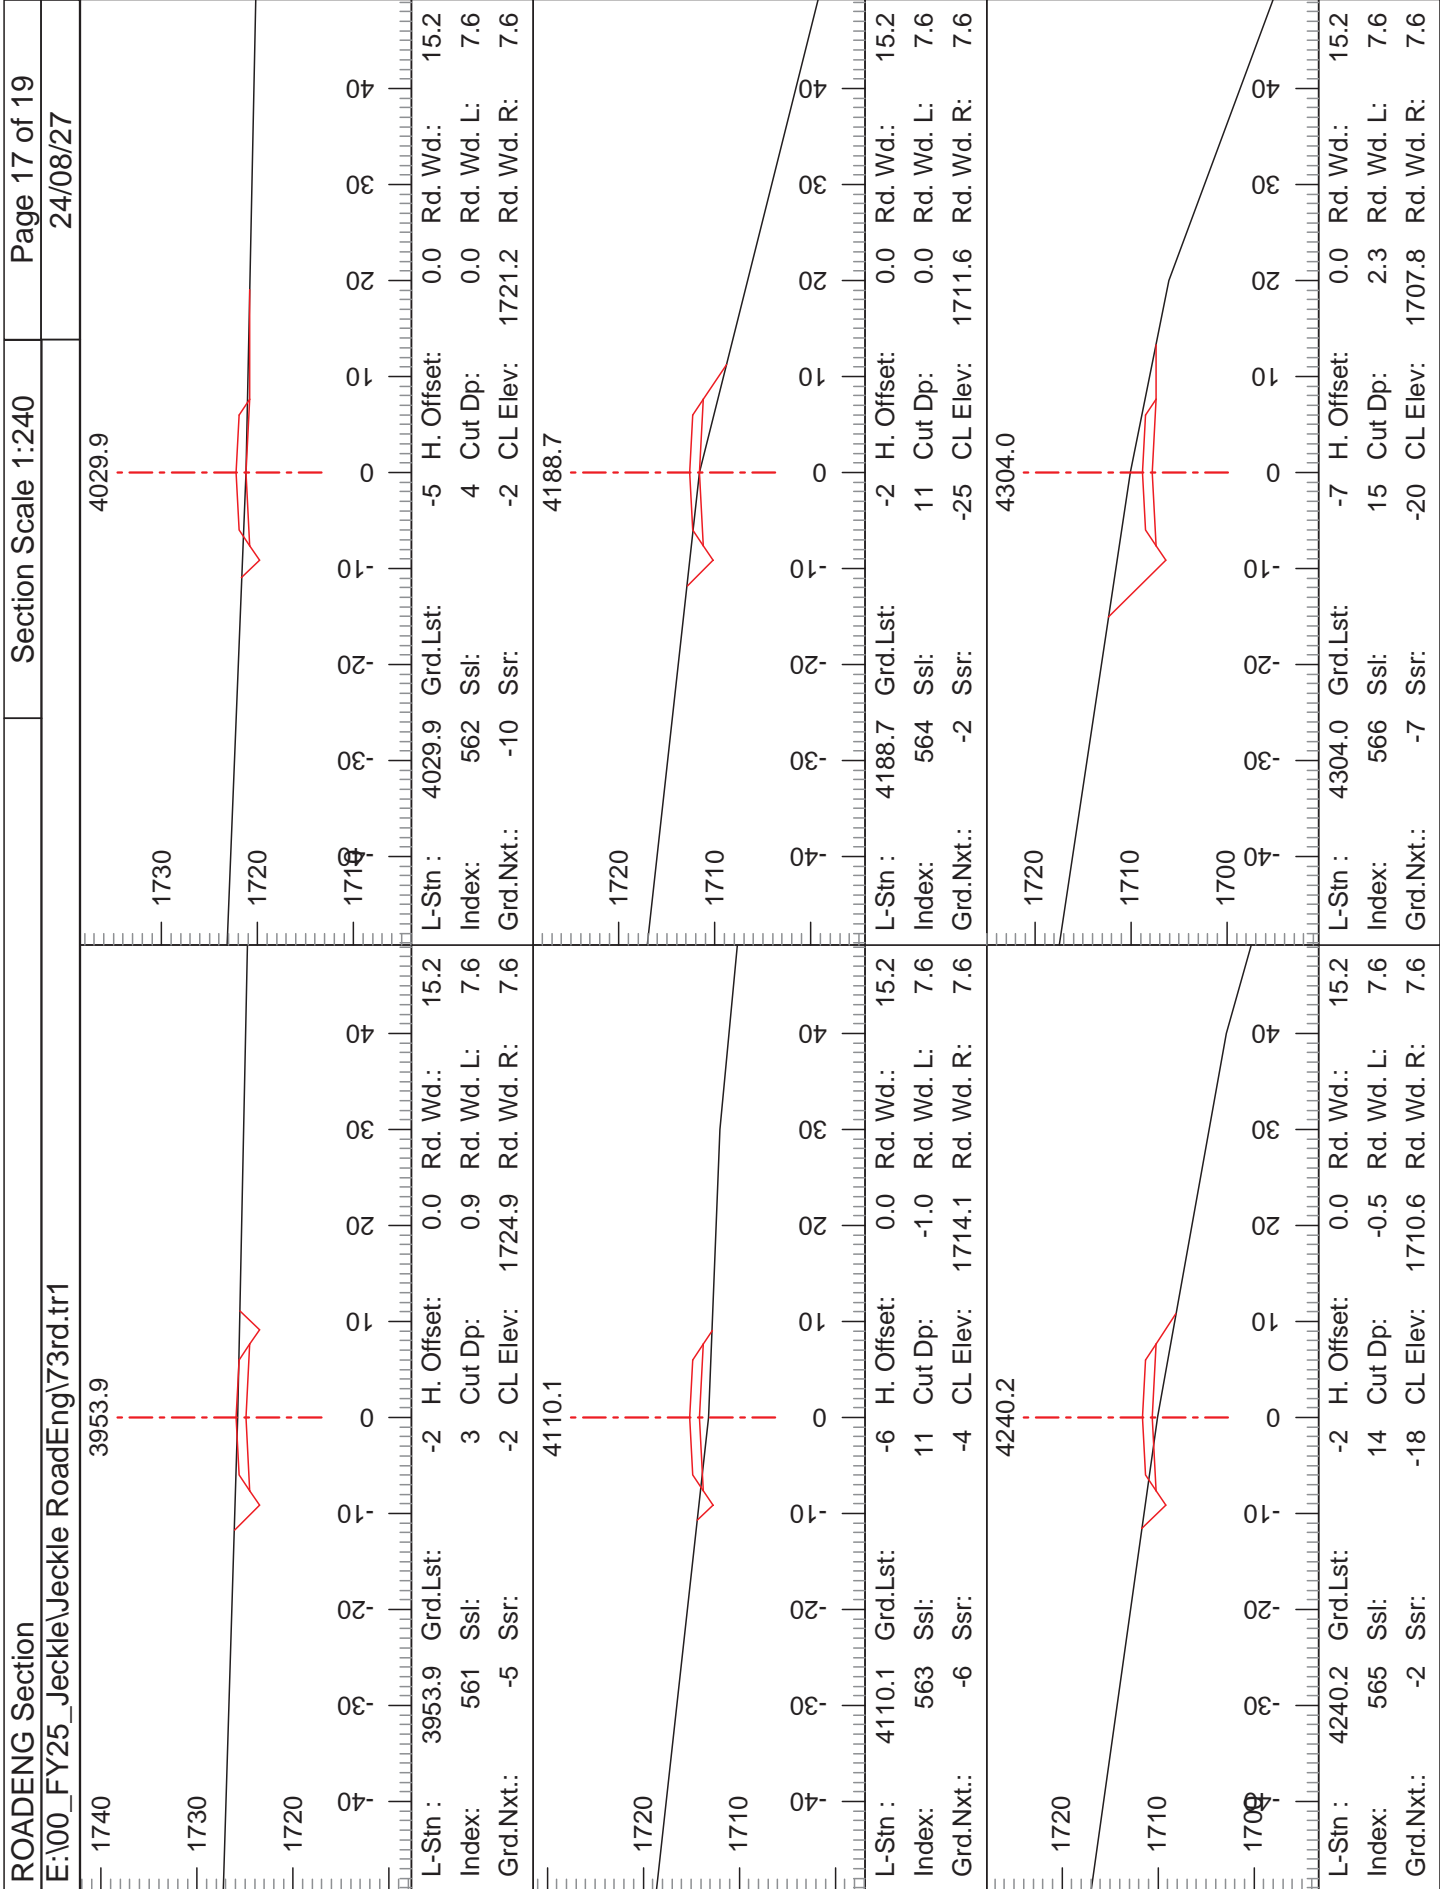 ROADENG Section Section Scale 1:240 Page 17 of 19
E:\00_FY25_Jeckle\Jeckle RoadEng\73rd.tr1 24/08/27
3953.9
1740
1730
1720
-40 -30 -20 -10 0 10 20 30 40
L-Stn : 3953.9 Grd.Lst: -2 H. Offset: 0.0 Rd. Wd.: 15.2
Index: 561 Ssl: 3 Cut Dp: 0.9 Rd. Wd. L: 7.6
Grd.Nxt.: -5 Ssr: -2 CL Elev: 1724.9 Rd. Wd. R: 7.6
4029.9
1730
1720
1710
-40 -30 -20 -10 0 10 20 30 40
L-Stn : 4029.9 Grd.Lst: -5 H. Offset: 0.0 Rd. Wd.: 15.2
Index: 562 Ssl: 4 Cut Dp: 0.0 Rd. Wd. L: 7.6
Grd.Nxt.: -10 Ssr: -2 CL Elev: 1721.2 Rd. Wd. R: 7.6
4110.1
1720
1710
-40 -30 -20 -10 0 10 20 30 40
L-Stn : 4110.1 Grd.Lst: -6 H. Offset: 0.0 Rd. Wd.: 15.2
Index: 563 Ssl: 11 Cut Dp: -1.0 Rd. Wd. L: 7.6
Grd.Nxt.: -6 Ssr: -4 CL Elev: 1714.1 Rd. Wd. R: 7.6
4188.7
1720
1710
-40 -30 -20 -10 0 10 20 30 40
L-Stn : 4188.7 Grd.Lst: -2 H. Offset: 0.0 Rd. Wd.: 15.2
Index: 564 Ssl: 11 Cut Dp: 0.0 Rd. Wd. L: 7.6
Grd.Nxt.: -2 Ssr: -25 CL Elev: 1711.6 Rd. Wd. R: 7.6
4240.2
1720
1710
1700
-40 -30 -20 -10 0 10 20 30 40
L-Stn : 4240.2 Grd.Lst: -2 H. Offset: 0.0 Rd. Wd.: 15.2
Index: 565 Ssl: 14 Cut Dp: -0.5 Rd. Wd. L: 7.6
Grd.Nxt.: -2 Ssr: -18 CL Elev: 1710.6 Rd. Wd. R: 7.6
4304.0
1720
1710
1700
-40 -30 -20 -10 0 10 20 30 40
L-Stn : 4304.0 Grd.Lst: -7 H. Offset: 0.0 Rd. Wd.: 15.2
Index: 566 Ssl: 15 Cut Dp: 2.3 Rd. Wd. L: 7.6
Grd.Nxt.: -7 Ssr: -20 CL Elev: 1707.8 Rd. Wd. R: 7.6